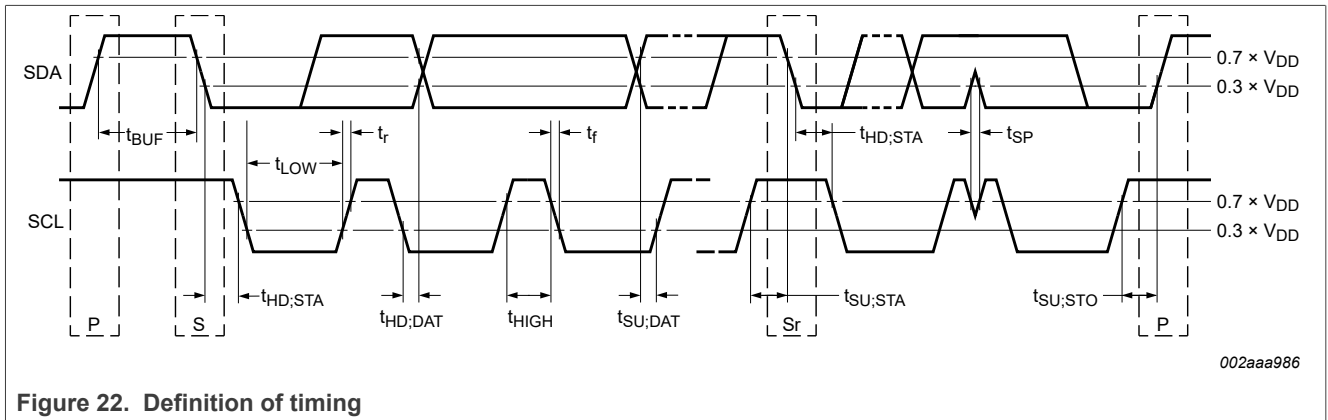 SDA
0.7 × VDD
0.3 × VDD
tBUF
tr
tf
tHD;STA
tSP
tLOW
SCL
0.7 × VDD
0.3 × VDD
tHD;STA
tHD;DAT
tHIGH
tSU;DAT
tSU;STA
tSU;STO
P
S
Sr
P
002aaa986
Figure 22. Definition of timing